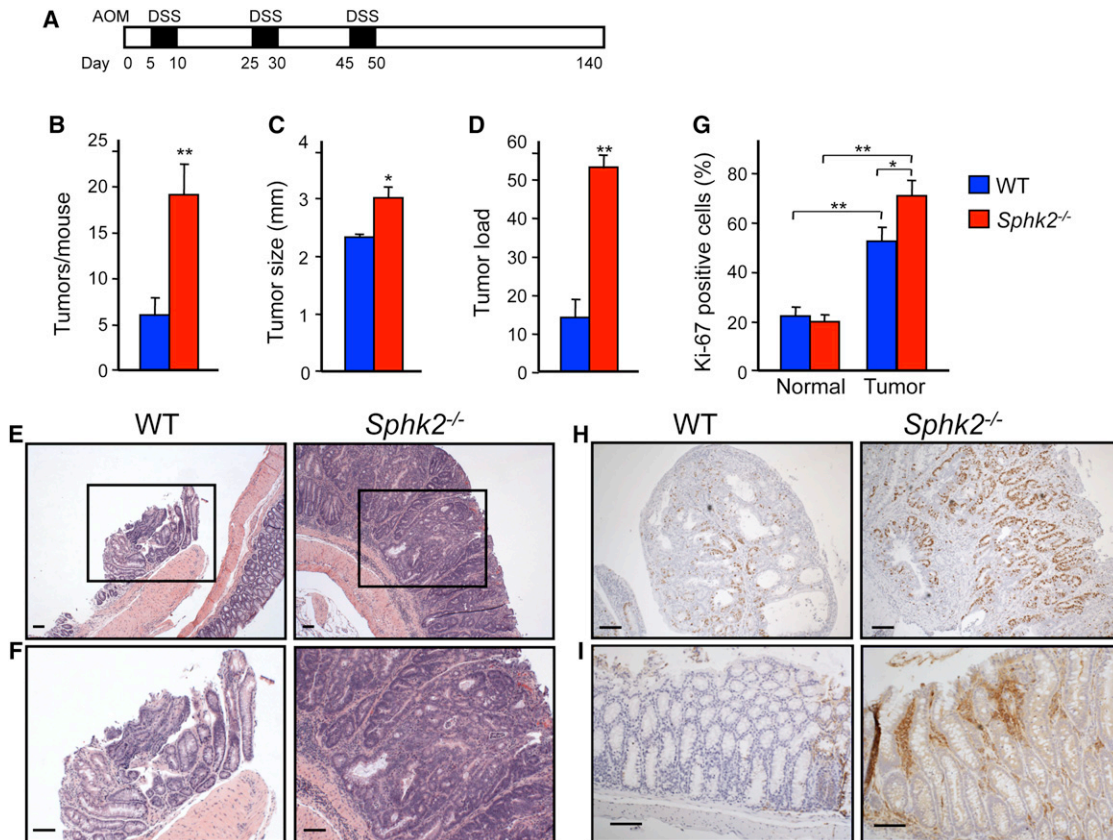 A
AOM DSS DSS DSS
Day 0 5 10 25 30 45 50 140
B
Tumors/mouse
25
20
15
10
5
0
**
C
Tumor size (mm)
4
3
2
1
0
*
D
Tumor load
60
50
40
30
20
10
0
**
G
Ki-67 positive cells (%)
80
60
40
20
0
**
**
*
Normal Tumor
WT
Sphk2-/-
E
WT Sphk2-/-
F
H
WT Sphk2-/-
I